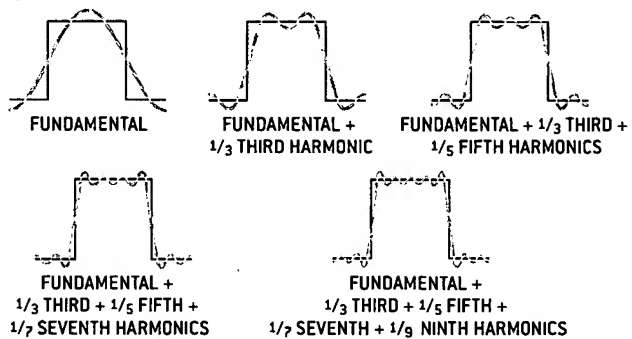 FUNDAMENTAL
FUNDAMENTAL +
1/3 THIRD HARMONIC
FUNDAMENTAL + 1/3 THIRD +
1/5 FIFTH HARMONICS
FUNDAMENTAL +
1/3 THIRD + 1/5 FIFTH +
1/7 SEVENTH HARMONICS
FUNDAMENTAL +
1/3 THIRD + 1/5 FIFTH +
1/7 SEVENTH + 1/9 NINTH HARMONICS